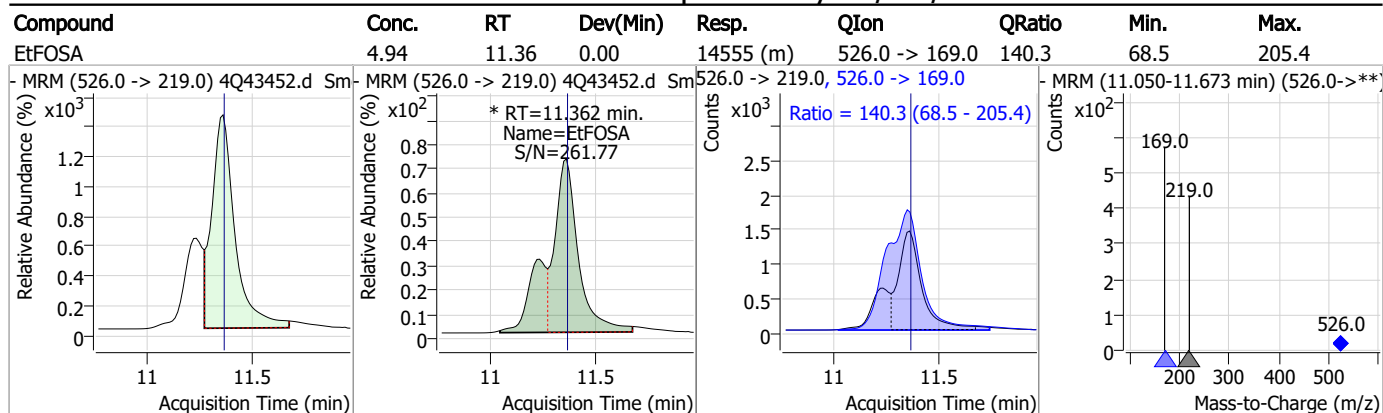 Compound Conc. RT Dev(Min) Resp. QIon QRatio Min. Max.
EtFOSA 4.94 11.36 0.00 14555 (m) 526.0 -> 169.0 140.3 68.5 205.4
- MRM (526.0 -> 219.0) 4Q43452.d Sm
Relative Abundance (%)
x10³
1.2
1
0.8
0.6
0.4
0.2
0
11 11.5
Acquisition Time (min)
- MRM (526.0 -> 219.0) 4Q43452.d Sm
Relative Abundance (%)
x10²
* RT=11.362 min.
Name=EtFOSA
S/N=261.77
0.8
0.7
0.6
0.5
0.4
0.3
0.2
0.1
0
11 11.5
Acquisition Time (min)
526.0 -> 219.0, 526.0 -> 169.0
Counts
x10³
Ratio = 140.3 (68.5 - 205.4)
2.5
2
1.5
1
0.5
0
11 11.5
Acquisition Time (min)
- MRM (11.050-11.673 min) (526.0->**)
Counts
x10²
169.0
219.0
526.0
5
4
3
2
1
0
200 300 400 500
Mass-to-Charge (m/z)